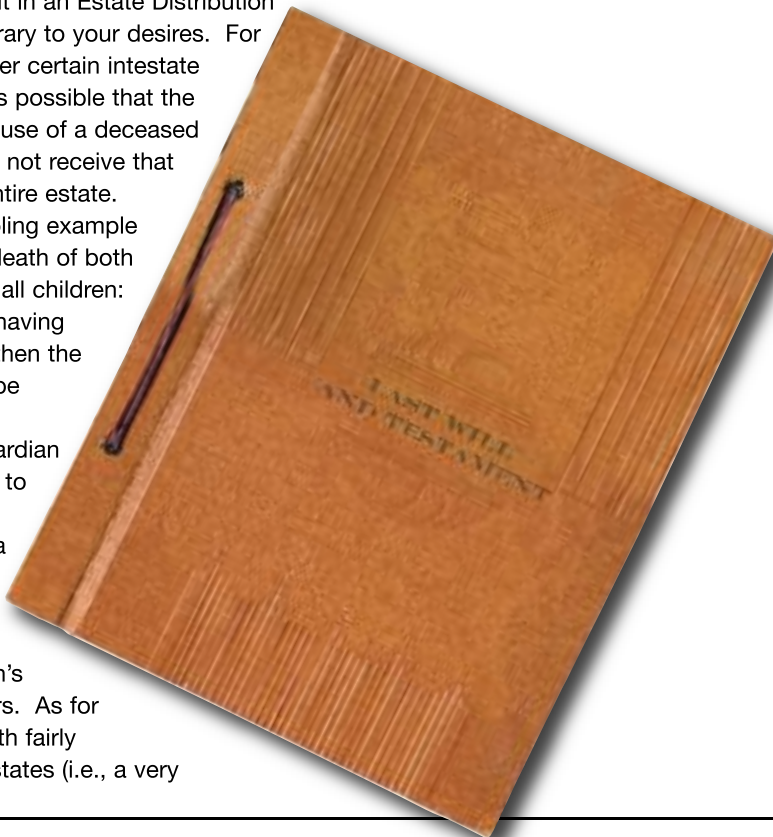 t in an Estate Distribution
rary to your desires.  For
er certain intestate
s possible that the
use of a deceased
not receive that
ntire estate.
ling example
death of both
all children:
having
then the
be
ardian
to
a
n's
rs.  As for
th fairly
states (i.e., a very
LAST WILL
AND TESTAMENT